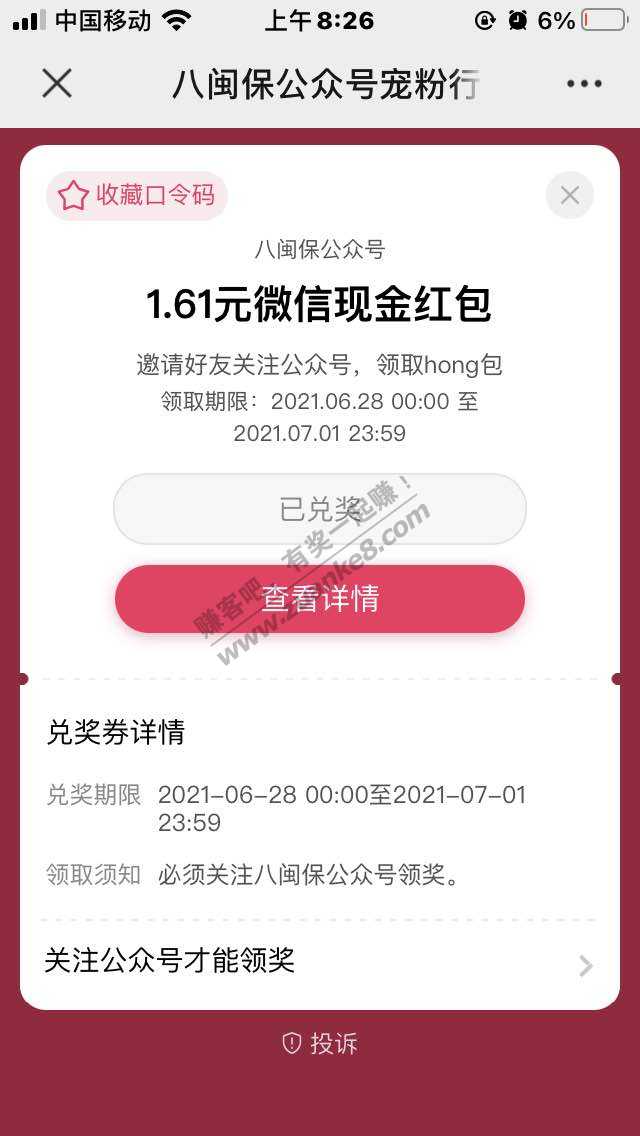 中国移动 上午 8:26 6%
八闽保公众号宠粉行
收藏口令码
八闽保公众号
1.61元微信现金红包
邀请好友关注公众号，领取hong包
领取期限：2021.06.28 00:00 至
2021.07.01 23:59
已兑奖
查看详情
赚客吧，有奖一起赚！
www.zuanke8.com
兑奖券详情
兑奖期限 2021-06-28 00:00至2021-07-01
23:59
领取须知 必须关注八闽保公众号领奖。
关注公众号才能领奖
投诉